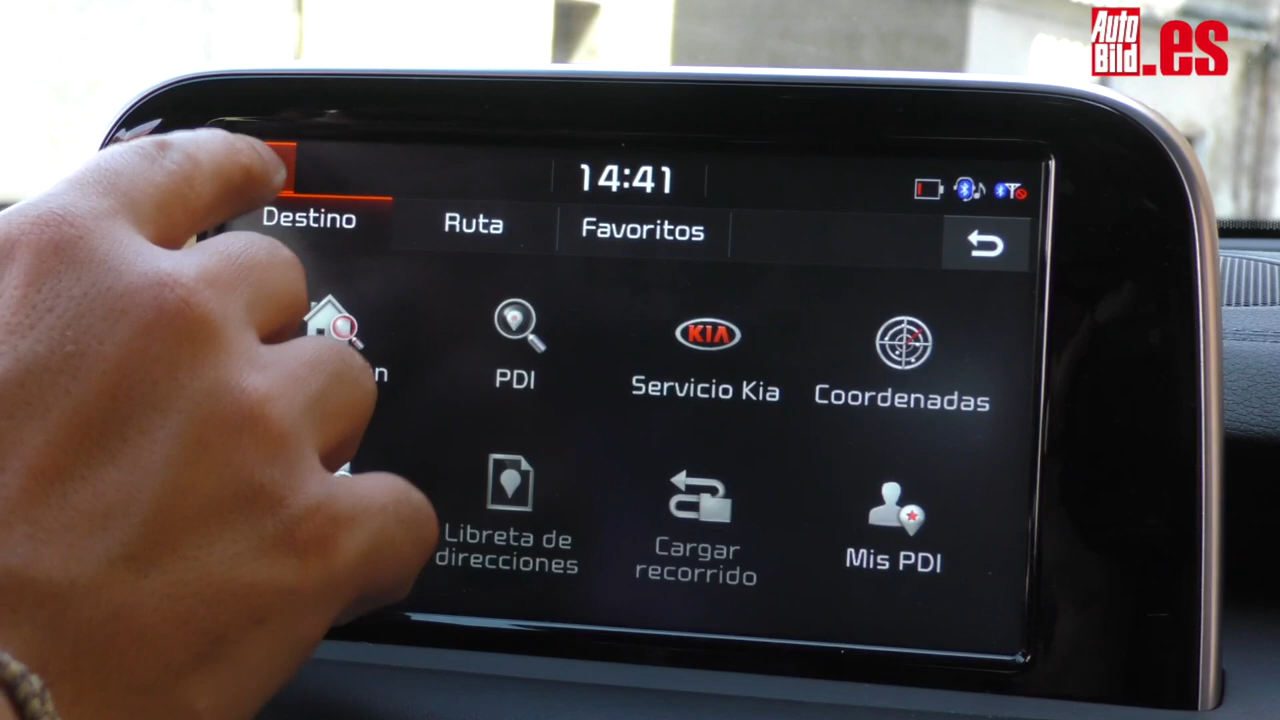 Auto
Bild.es
14:41
Destino
Ruta
Favoritos
PDI
KIA
Servicio Kia
Coordenadas
Libreta de
direcciones
Cargar
recorrido
Mis PDI